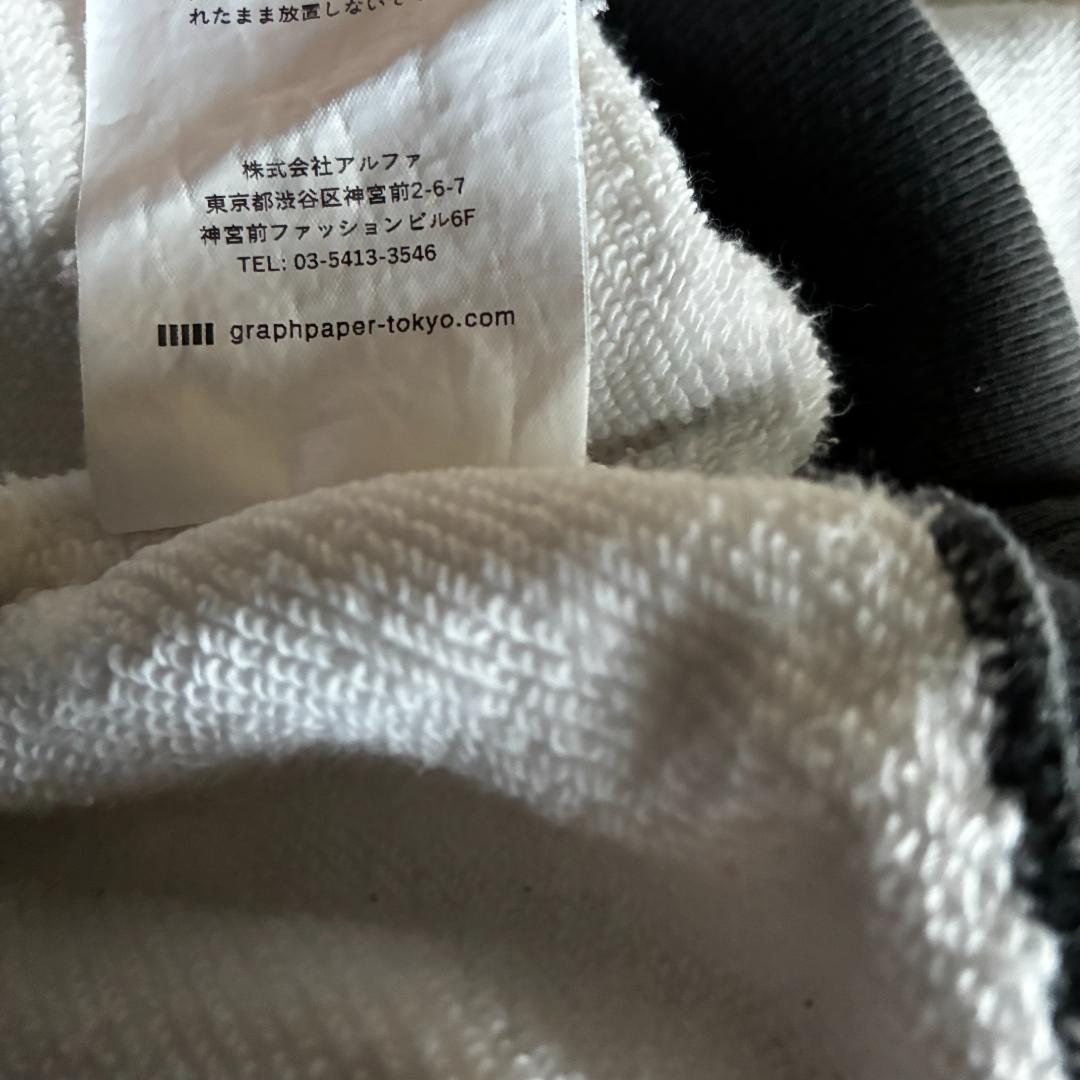 れたまま放置しない
株式会社アルファ
東京都渋谷区神宮前2-6-7
神宮前ファッションビル6F
TEL: 03-5413-3546
graphpaper-tokyo.com